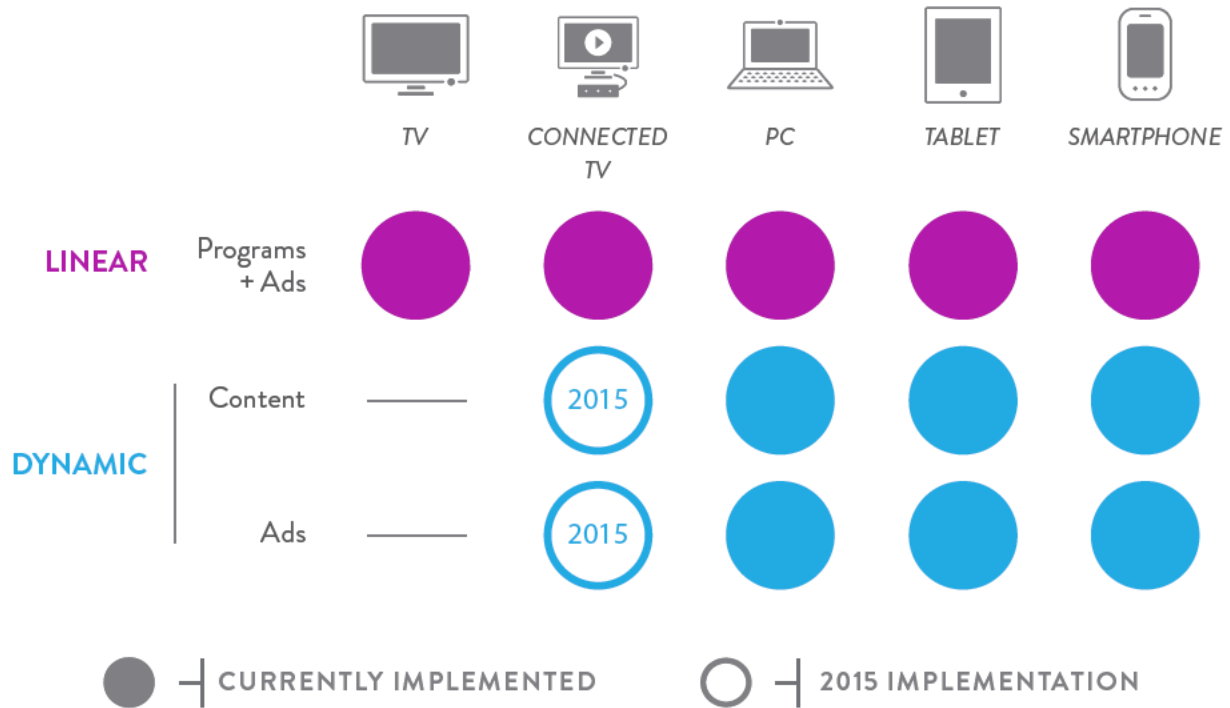 TV
CONNECTED
TV
PC
TABLET
SMARTPHONE
LINEAR
Programs
+ Ads
DYNAMIC
Content
2015
Ads
2015
CURRENTLY IMPLEMENTED
2015 IMPLEMENTATION